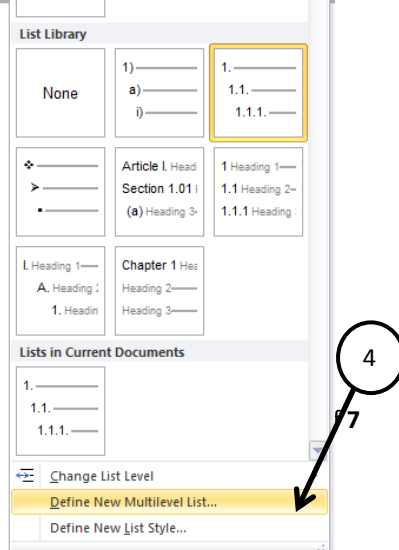 List Library
None
1)
a)
i)
1.
1.1.
1.1.1.
Article I. Head
Section 1.01
(a) Heading 3
1 Heading 1
1.1 Heading 2
1.1.1 Heading
I. Heading 1
A. Heading
1. Headin
Chapter 1 Hea
Heading 2
Heading 3
Lists in Current Documents
1.
1.1.
1.1.1.
4
7
Change List Level
Define New Multilevel List...
Define New List Style...